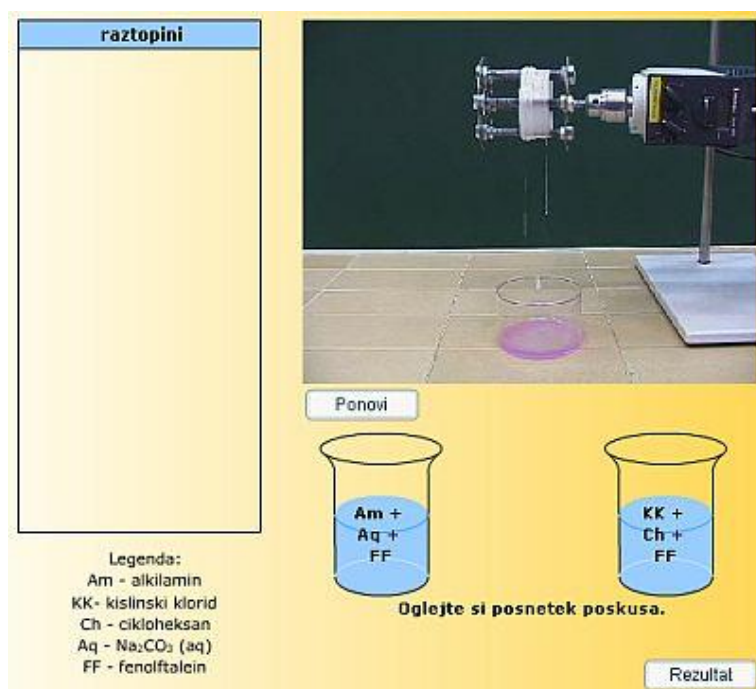 raztopini
Ponovi
Am +
Aq +
FF
KK +
Ch +
FF
Oglejte si posnetek poskusa.
Legenda:
Am - alkilamin
KK- kislinski klorid
Ch - cikloheksan
Aq - Na₂CO₃ (aq)
FF - fenolftalein
Rezultat